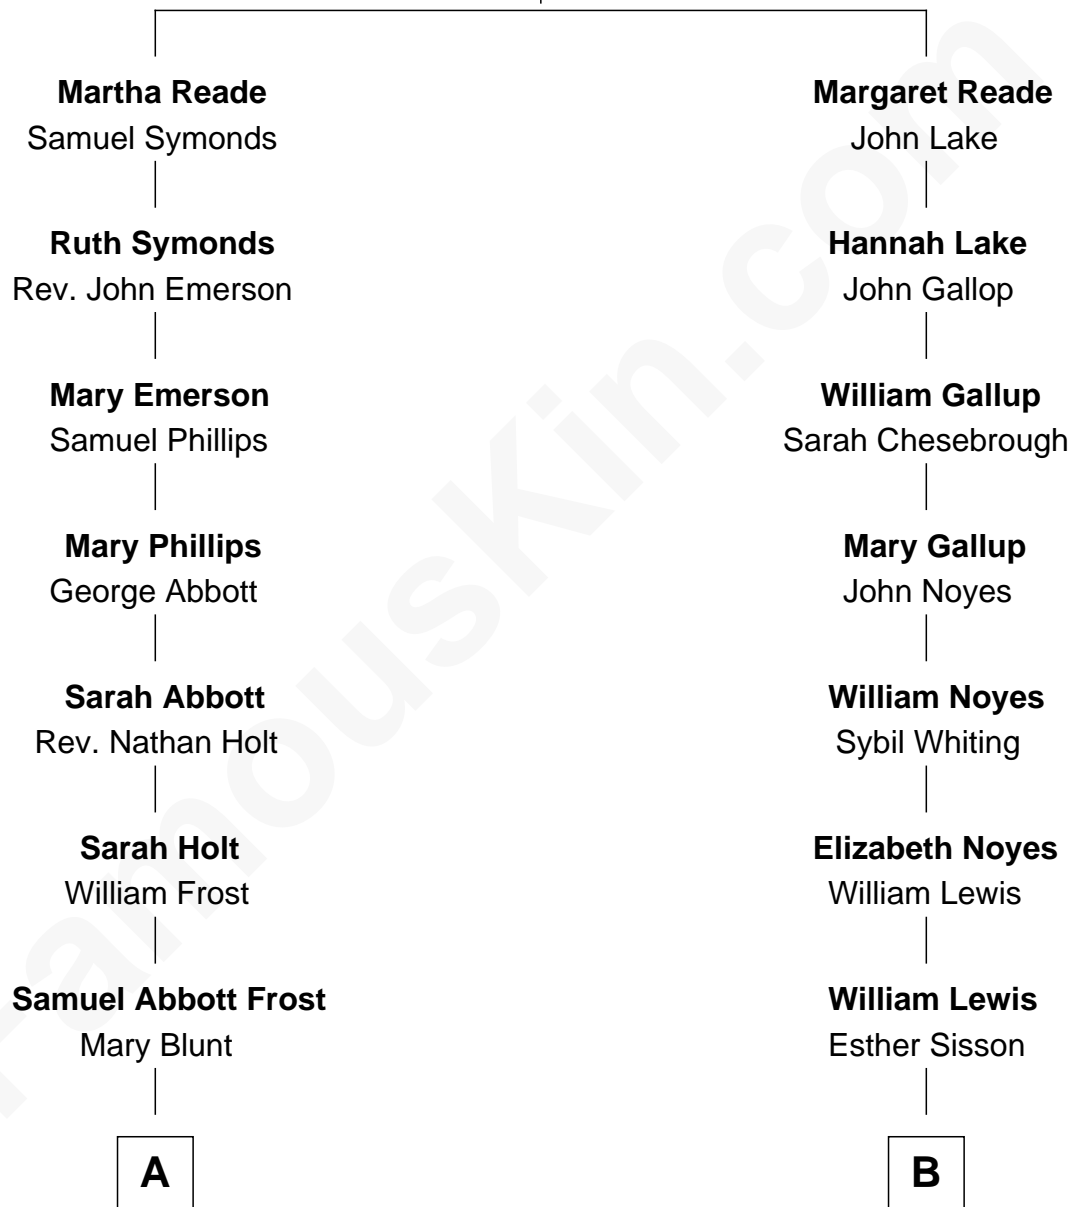 Martha Reade
Samuel Symonds
Ruth Symonds
Rev. John Emerson
Mary Emerson
Samuel Phillips
Mary Phillips
George Abbott
Sarah Abbott
Rev. Nathan Holt
Sarah Holt
William Frost
Samuel Abbott Frost
Mary Blunt
A
Margaret Reade
John Lake
Hannah Lake
John Gallop
William Gallup
Sarah Chesebrough
Mary Gallup
John Noyes
William Noyes
Sybil Whiting
Elizabeth Noyes
William Lewis
William Lewis
Esther Sisson
B
FamousKin.com